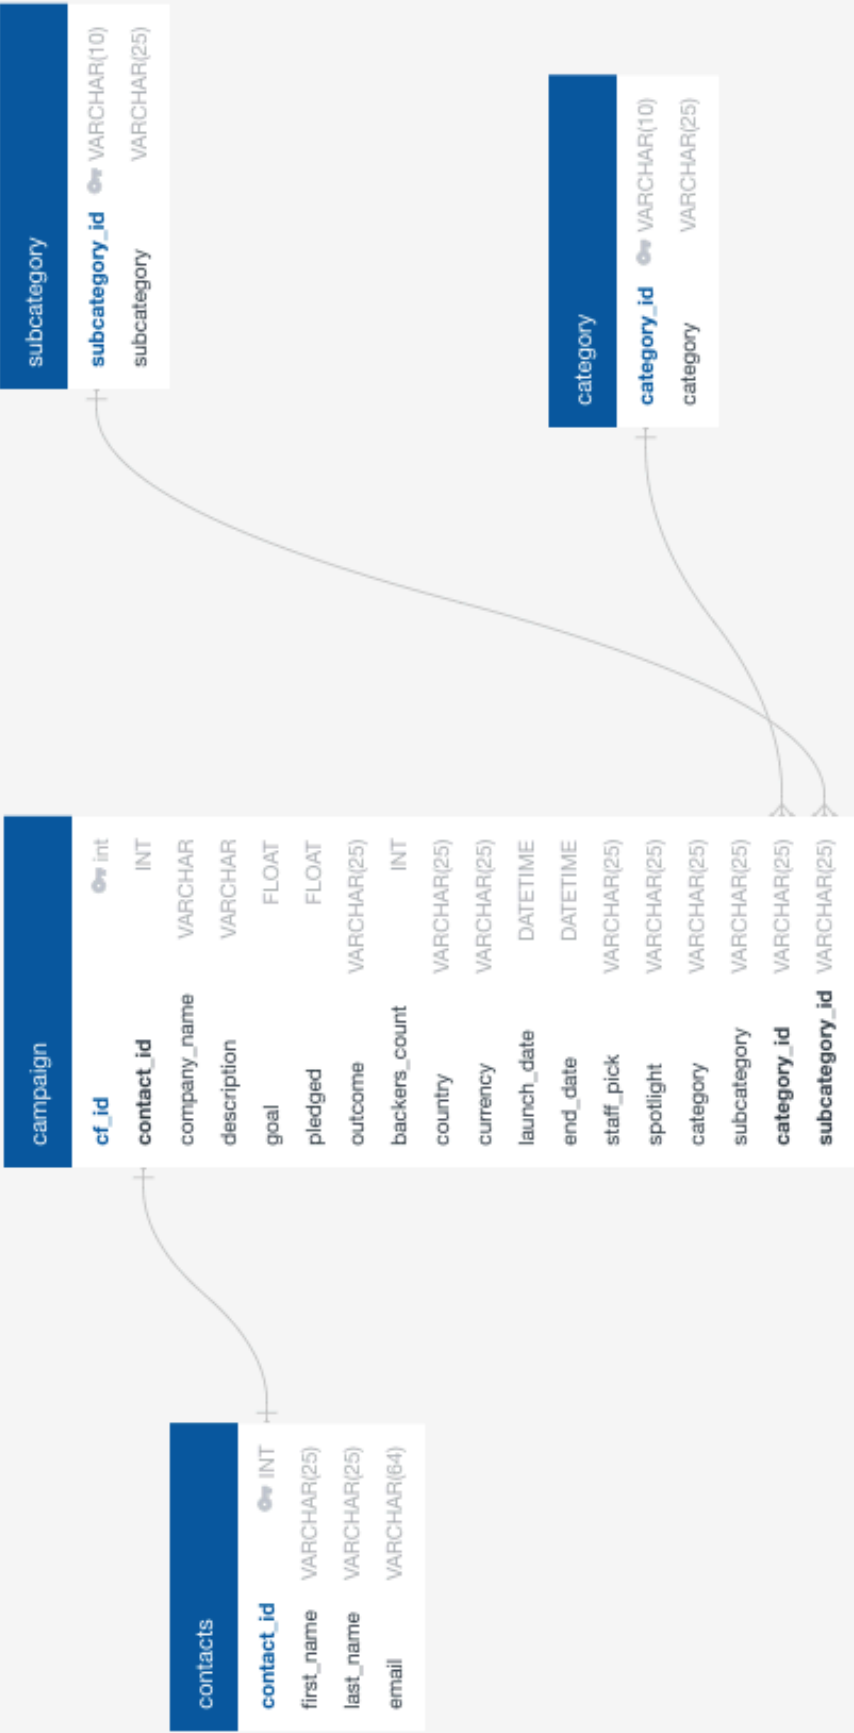 contacts
contact_id INT
first_name VARCHAR(25)
last_name VARCHAR(25)
email VARCHAR(64)
campaign
cf_id int
contact_id INT
company_name VARCHAR
description VARCHAR
goal FLOAT
pledged FLOAT
outcome VARCHAR(25)
backers_count INT
country VARCHAR(25)
currency VARCHAR(25)
launch_date DATETIME
end_date DATETIME
staff_pick VARCHAR(25)
spotlight VARCHAR(25)
category VARCHAR(25)
subcategory VARCHAR(25)
category_id VARCHAR(25)
subcategory_id VARCHAR(25)
subcategory
subcategory_id VARCHAR(10)
subcategory VARCHAR(25)
category
category_id VARCHAR(10)
category VARCHAR(25)